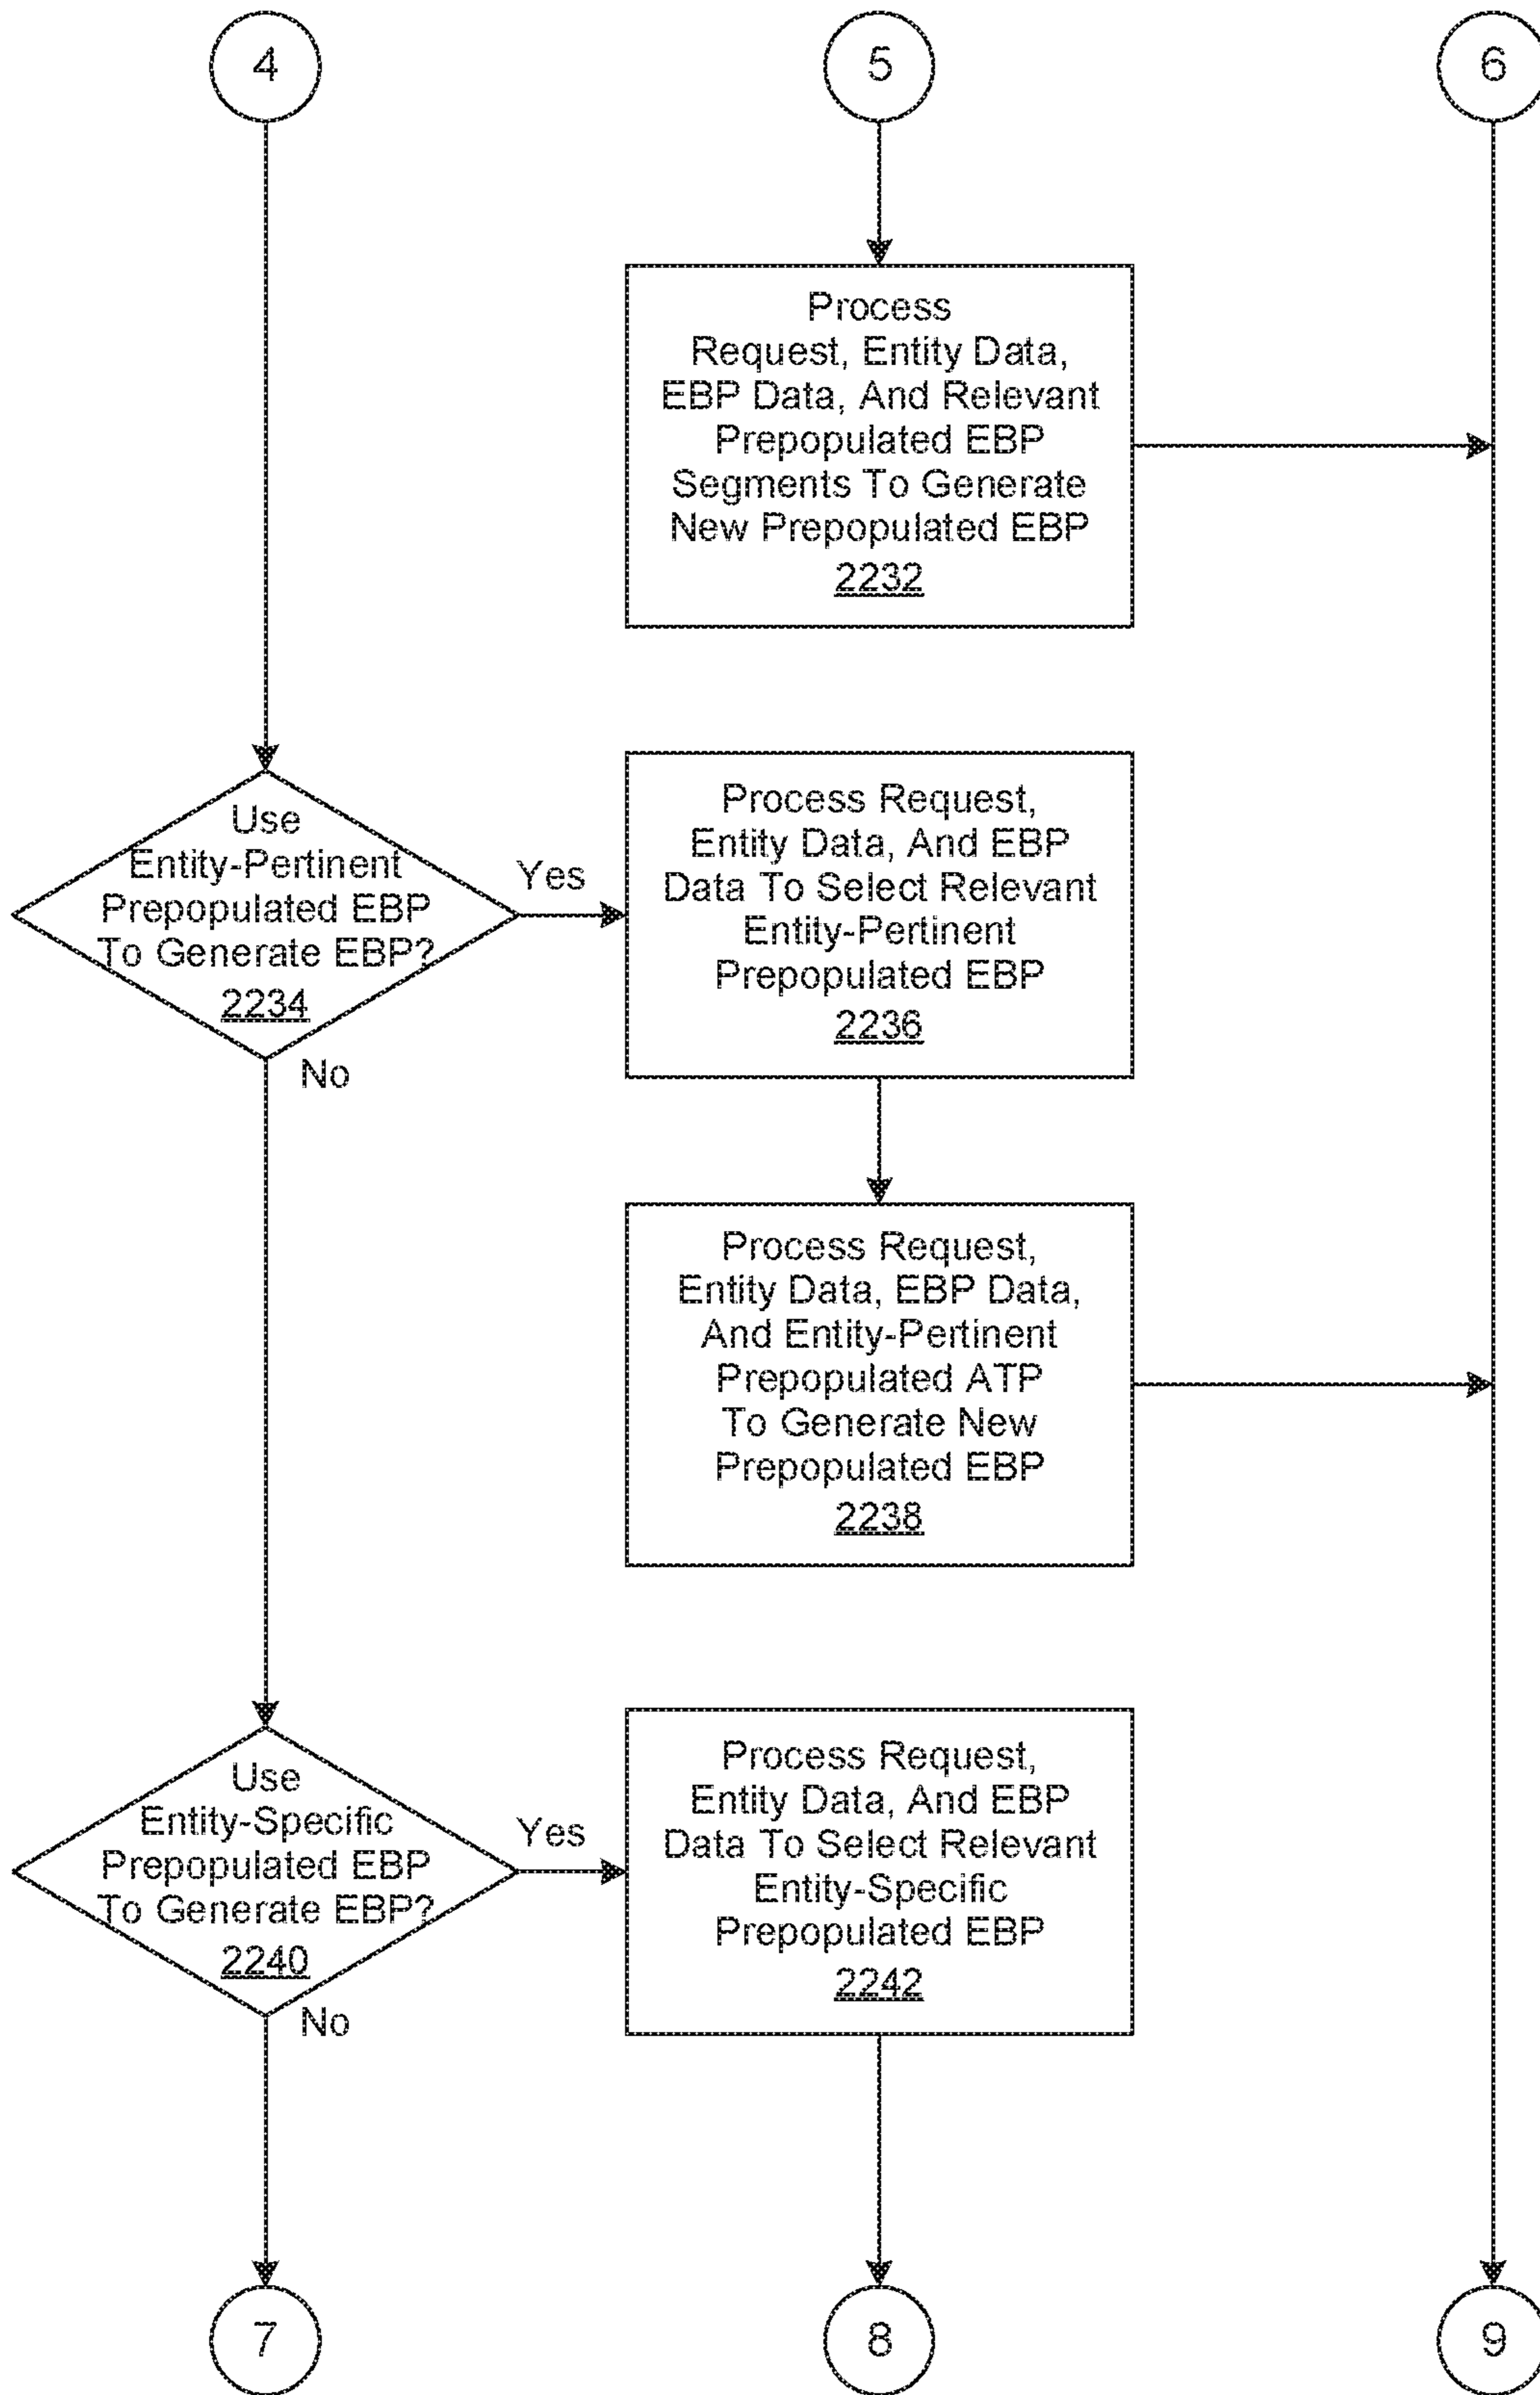 4
5
6
Process
Request, Entity Data,
EBP Data, And Relevant
Prepopulated EBP
Segments To Generate
New Prepopulated EBP
2232
Use
Entity-Pertinent
Prepopulated EBP
To Generate EBP?
2234
Yes
No
Process Request,
Entity Data, And EBP
Data To Select Relevant
Entity-Pertinent
Prepopulated EBP
2236
Process Request,
Entity Data, EBP Data,
And Entity-Pertinent
Prepopulated ATP
To Generate New
Prepopulated EBP
2238
Use
Entity-Specific
Prepopulated EBP
To Generate EBP?
2240
Yes
No
Process Request,
Entity Data, And EBP
Data To Select Relevant
Entity-Specific
Prepopulated EBP
2242
7
8
9